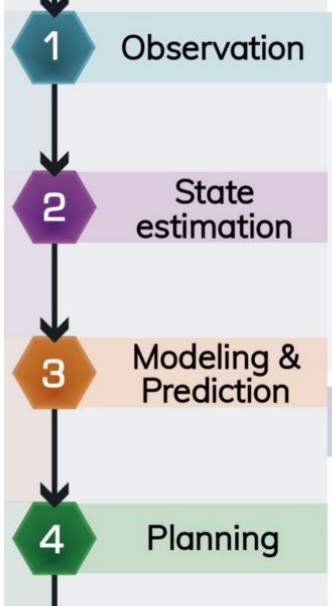 1
Observation
2
State
estimation
3
Modeling &
Prediction
4
Planning